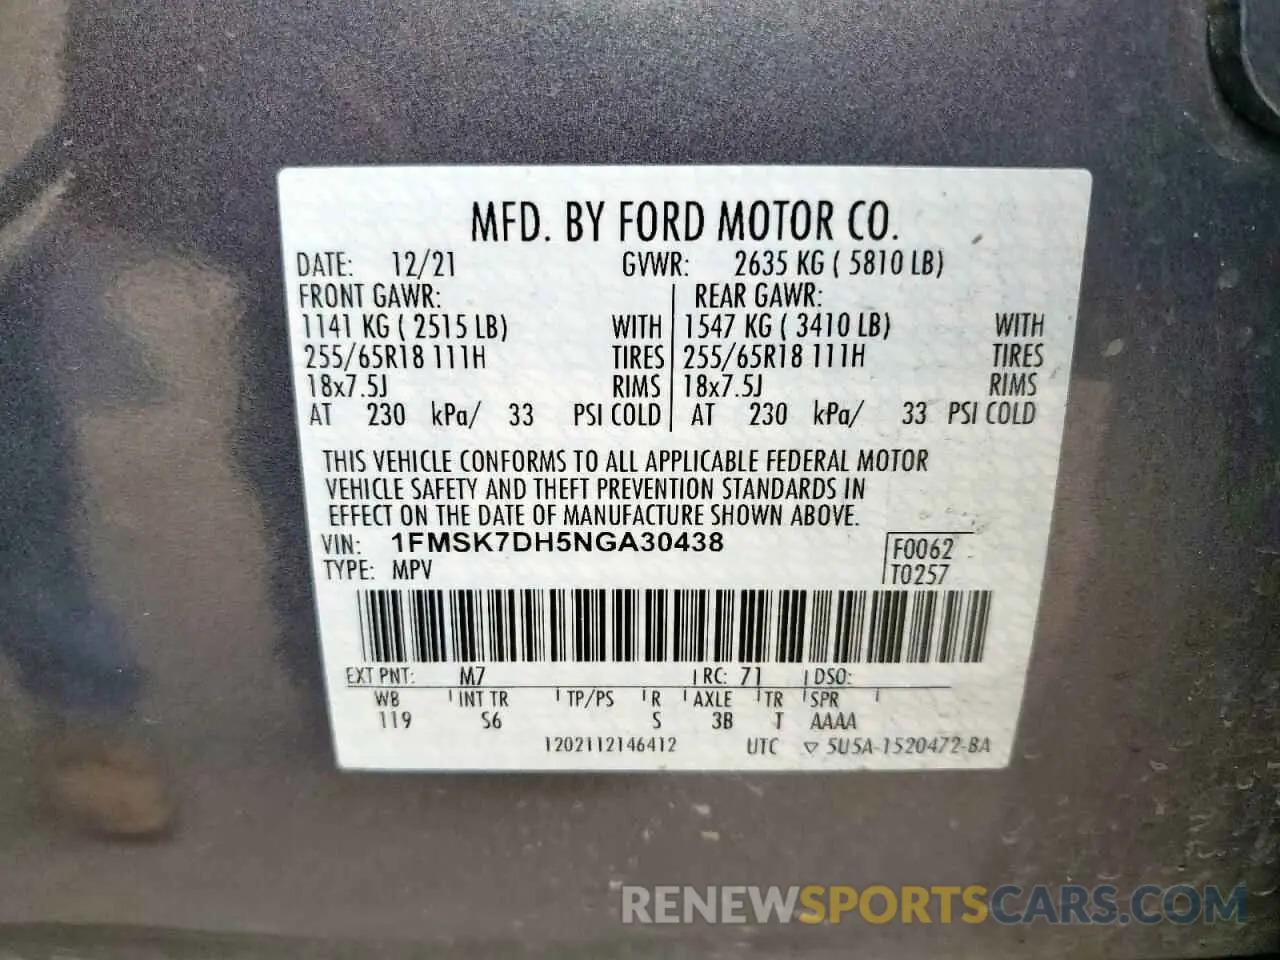 MFD. BY FORD MOTOR CO.
DATE: 12/21 GVWR: 2635 KG ( 5810 LB)
FRONT GAWR: REAR GAWR:
1141 KG ( 2515 LB) WITH 1547 KG ( 3410 LB) WITH
255/65R18 111H TIRES 255/65R18 111H TIRES
18x7.5J RIMS 18x7.5J RIMS
AT 230 kPa/ 33 PSI COLD AT 230 kPa/ 33 PSI COLD
THIS VEHICLE CONFORMS TO ALL APPLICABLE FEDERAL MOTOR
VEHICLE SAFETY AND THEFT PREVENTION STANDARDS IN
EFFECT ON THE DATE OF MANUFACTURE SHOWN ABOVE.
VIN: 1FMSK7DH5NGA30438 F0062
TYPE: MPV T0257
EXT PNT: M7 RC: 71 DSO:
WB INT TR TP/PS R AXLE TR SPR
119 S6 S 3B T AAAA
1202112146412 UTC ▽ 5U5A-1520472-BA
RENEWSPORTSCARS.COM